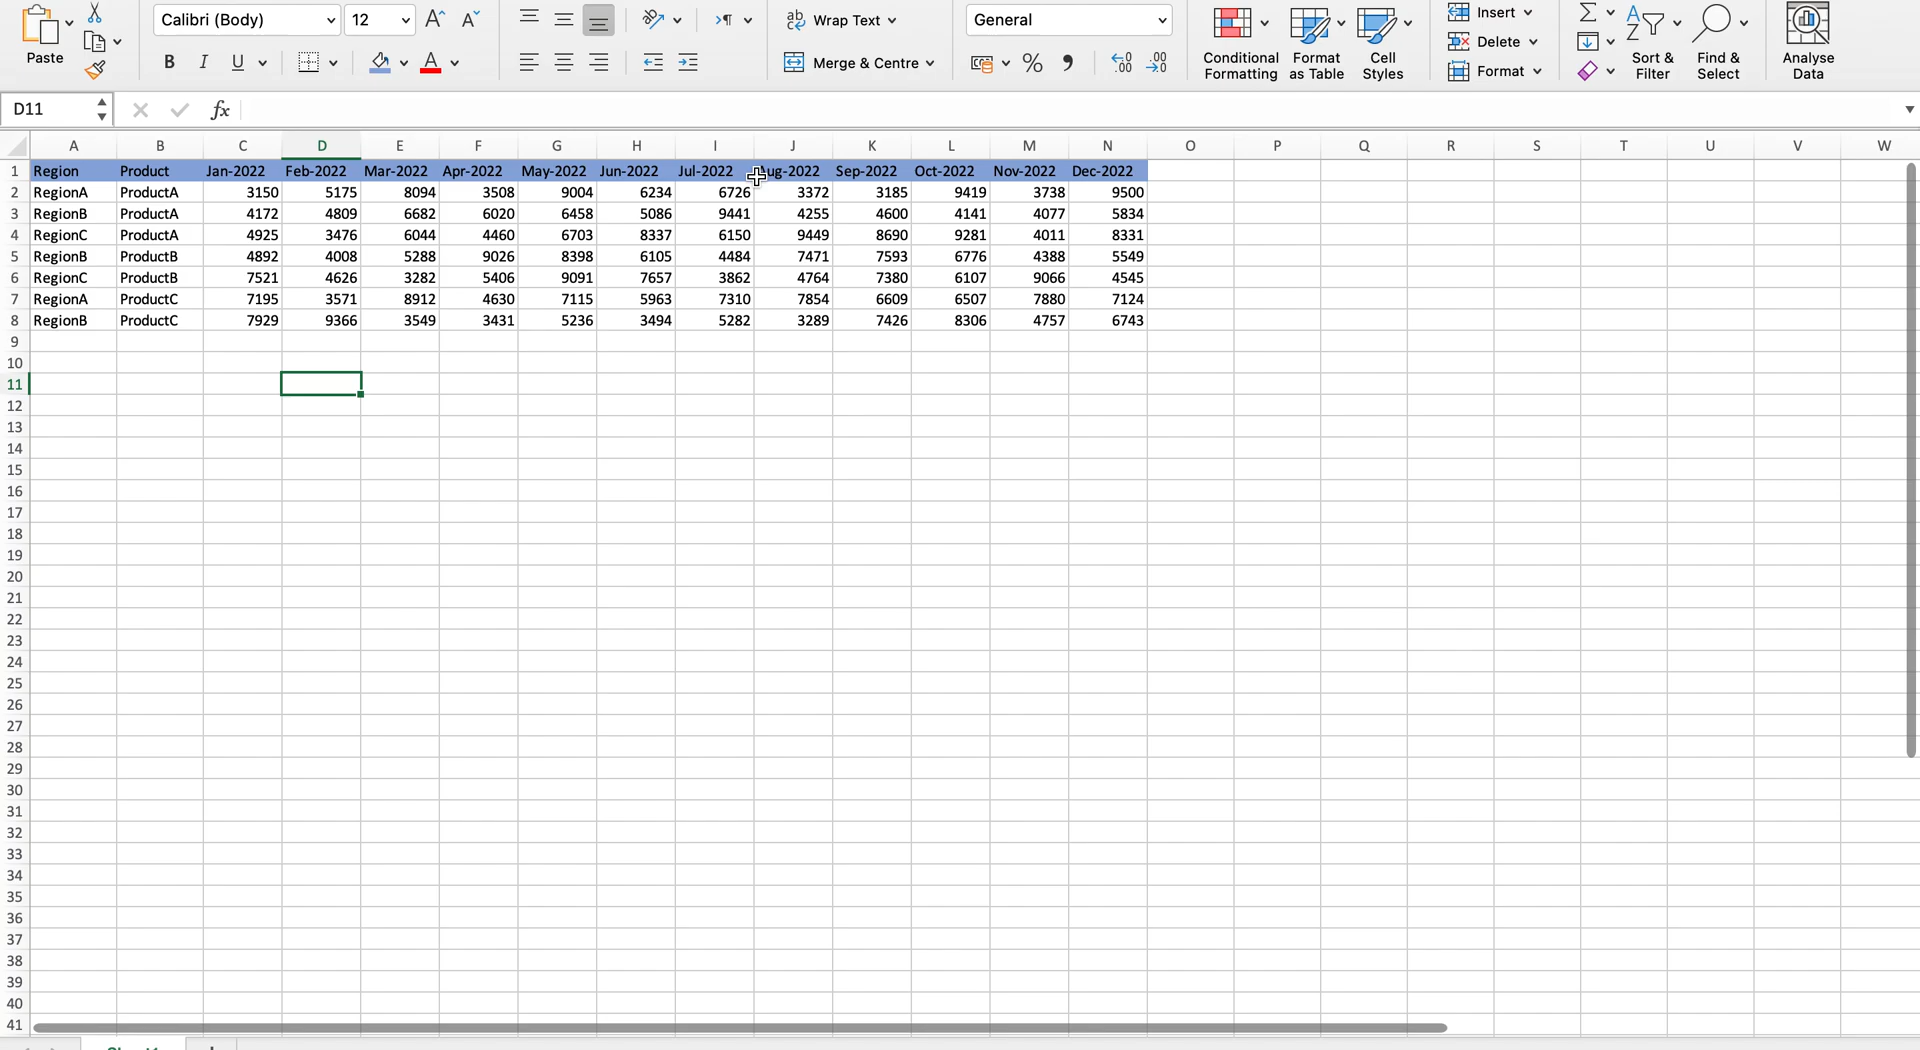 Paste
Calibri (Body) 12 A A
B I U A
ab Wrap Text
Merge & Centre
General
% .00 .00
Conditional Formatting
Format as Table
Cell Styles
Insert
Delete
Format
Sort & Filter
Find & Select
Analyse Data
D11 fx
A B C D E F G H I J K L M N O P Q R S T U V W
1 Region Product Jan-2022 Feb-2022 Mar-2022 Apr-2022 May-2022 Jun-2022 Jul-2022 Aug-2022 Sep-2022 Oct-2022 Nov-2022 Dec-2022
2 RegionA ProductA 3150 5175 8094 3508 9004 6234 6726 3372 3185 9419 3738 9500
3 RegionB ProductA 4172 4809 6682 6020 6458 5086 9441 4255 4600 4141 4077 5834
4 RegionC ProductA 4925 3476 6044 4460 6703 8337 6150 9449 8690 9281 4011 8331
5 RegionB ProductB 4892 4008 5288 9026 8398 6105 4484 7471 7593 6776 4388 5549
6 RegionC ProductB 7521 4626 3282 5406 9091 7657 3862 4764 7380 6107 9066 4545
7 RegionA ProductC 7195 3571 8912 4630 7115 5963 7310 7854 6609 6507 7880 7124
8 RegionB ProductC 7929 9366 3549 3431 5236 3494 5282 3289 7426 8306 4757 6743
9
10
11
12
13
14
15
16
17
18
19
20
21
22
23
24
25
26
27
28
29
30
31
32
33
34
35
36
37
38
39
40
41